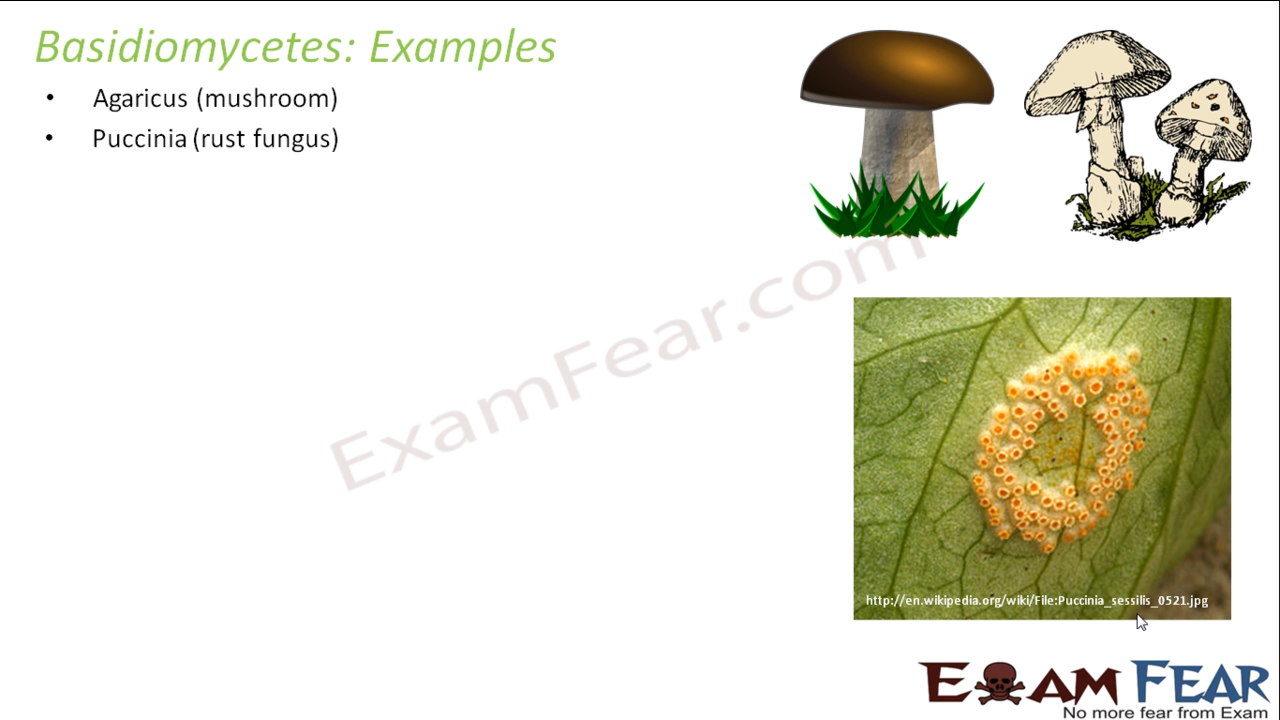 Basidiomycetes: Examples
• Agaricus (mushroom)
• Puccinia (rust fungus)
ExamFear.com
http://en.wikipedia.org/wiki/File:Puccinia_sessilis_0521.jpg
EXAM FEAR
No more fear from Exam